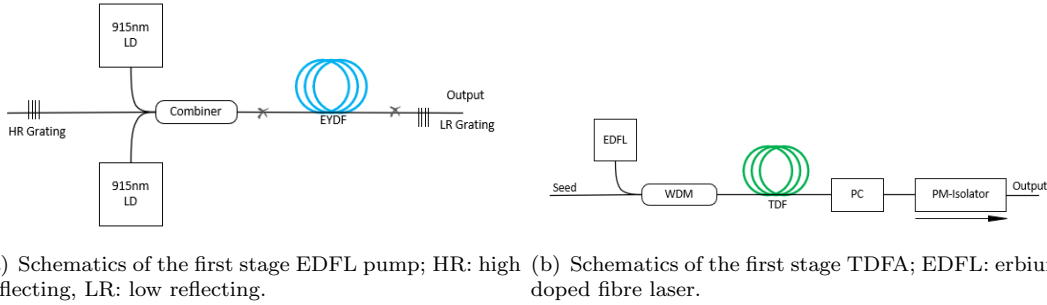 915nm
LD
Combiner
HR Grating
EYDF
Output
LR Grating
915nm
LD
EDFL
Seed
WDM
TDF
PC
PM-Isolator
Output
) Schematics of the first stage EDFL pump; HR: high
flecting, LR: low reflecting.
(b) Schematics of the first stage TDFA; EDFL: erbiu
doped fibre laser.